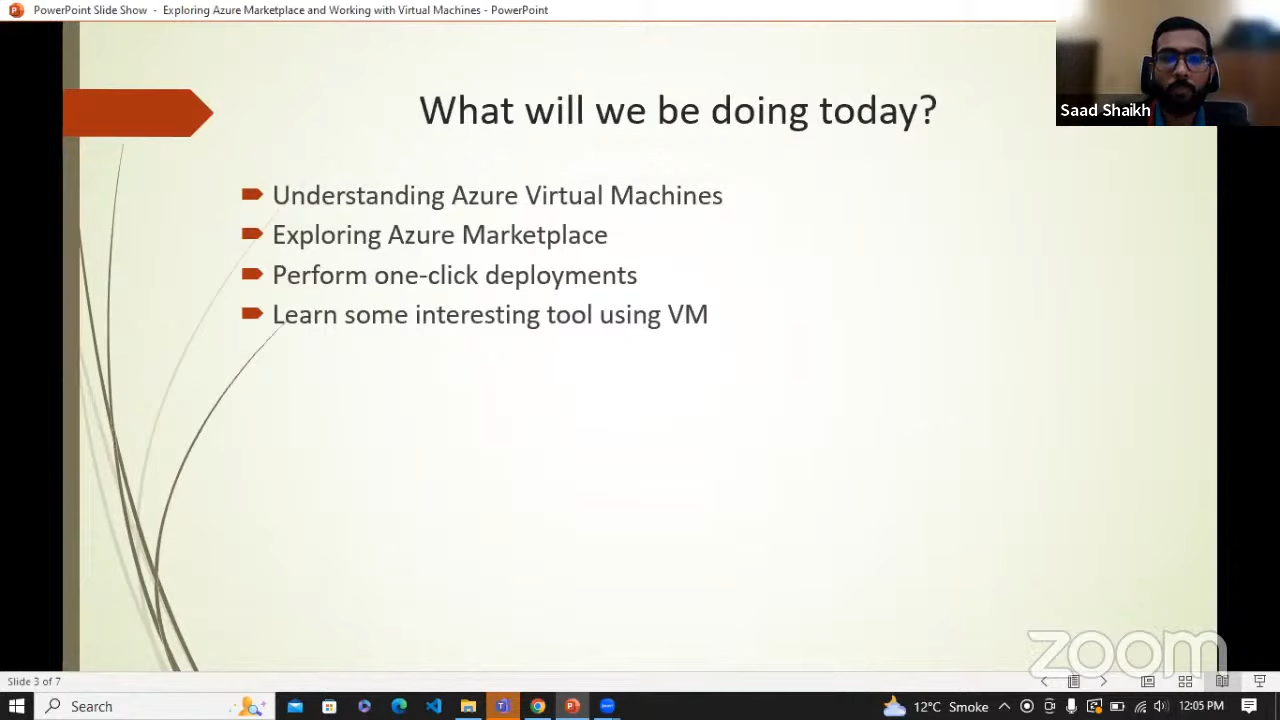 PowerPoint Slide Show - Exploring Azure Marketplace and Working with Virtual Machines - PowerPoint
Saad Shaikh
What will we be doing today?
Understanding Azure Virtual Machines
Exploring Azure Marketplace
Perform one-click deployments
Learn some interesting tool using VM
zoom
Slide 3 of 7
Search
12°C Smoke
12:05 PM